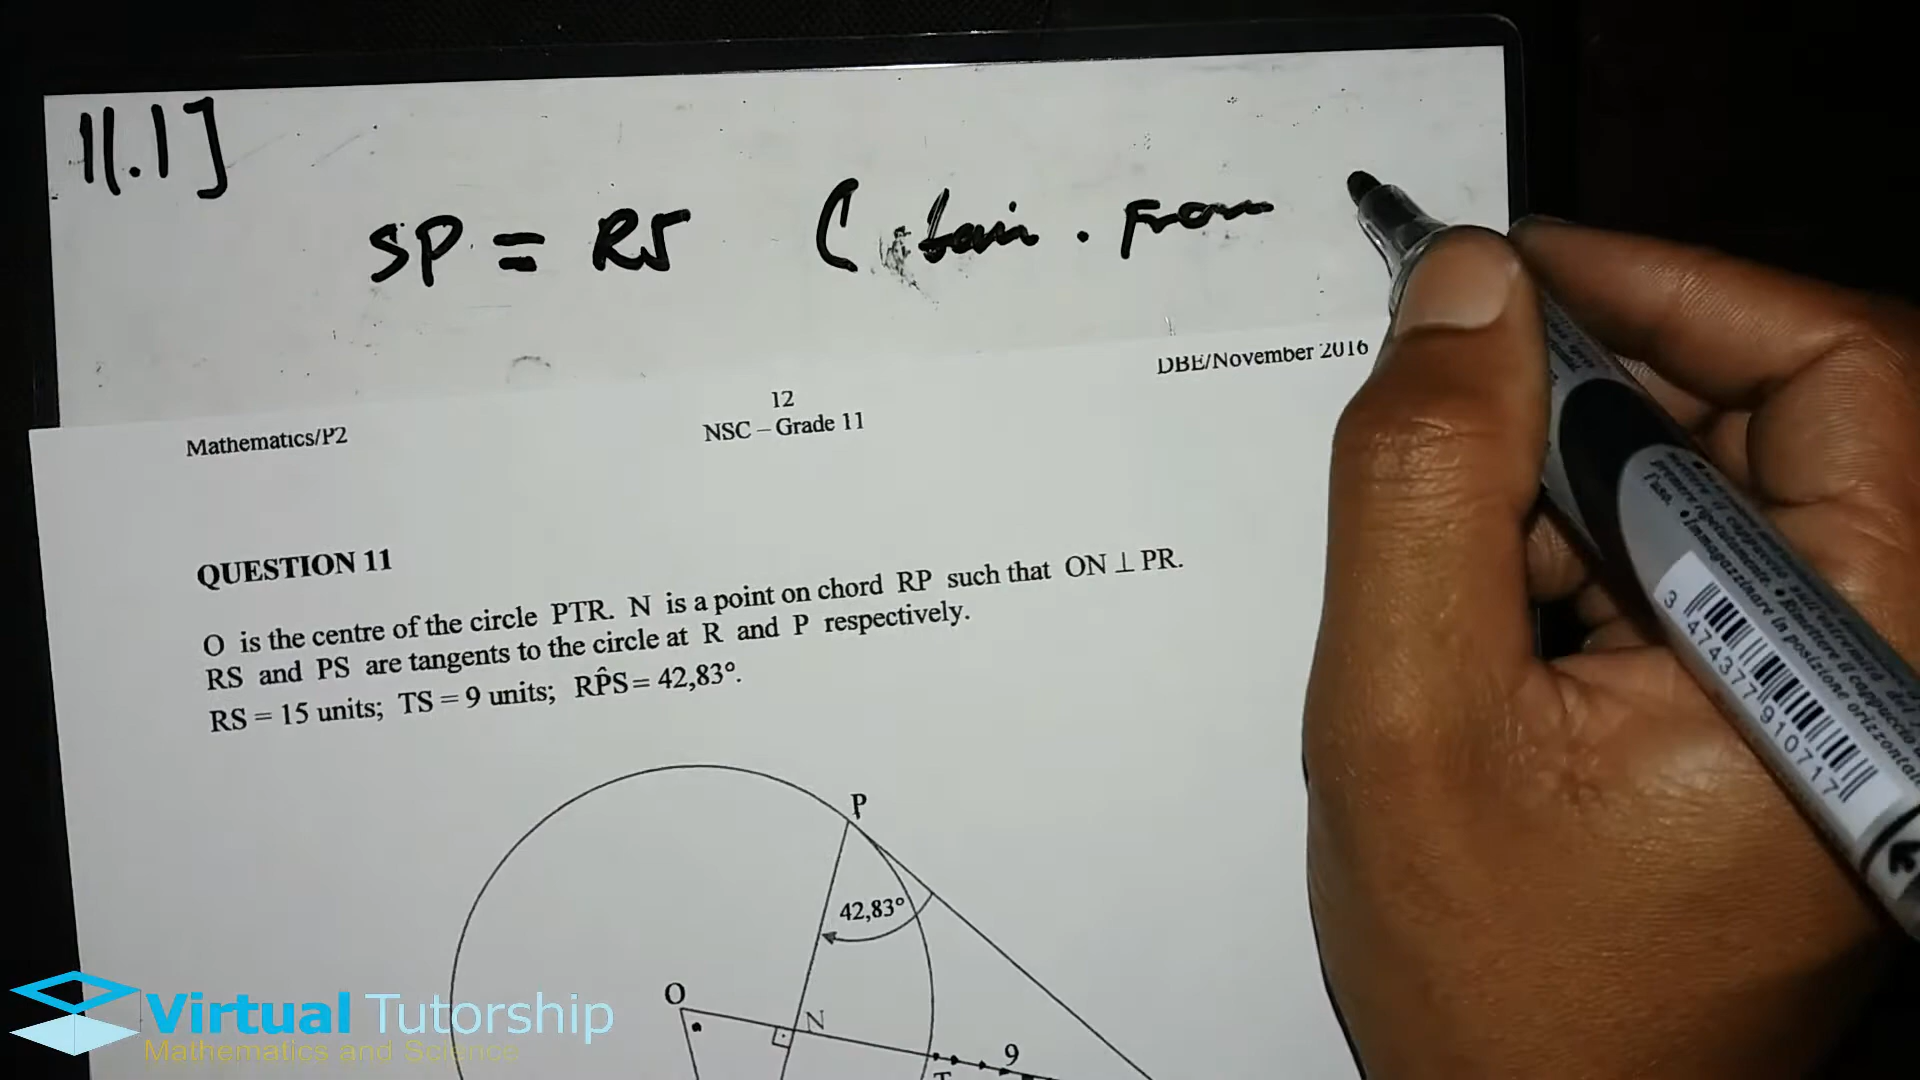 11.1]
SP = RS ( tan . From
DBE/November 2016
12
Mathematics/P2
NSC – Grade 11
QUESTION 11
O is the centre of the circle PTR. N is a point on chord RP such that ON ⊥ PR.
RS and PS are tangents to the circle at R and P respectively.
RS = 15 units; TS = 9 units; RP̂S = 42,83°.
P
42,83°
O
N
9
T
Virtual Tutorship
Mathematics and Science
3 474377 910717